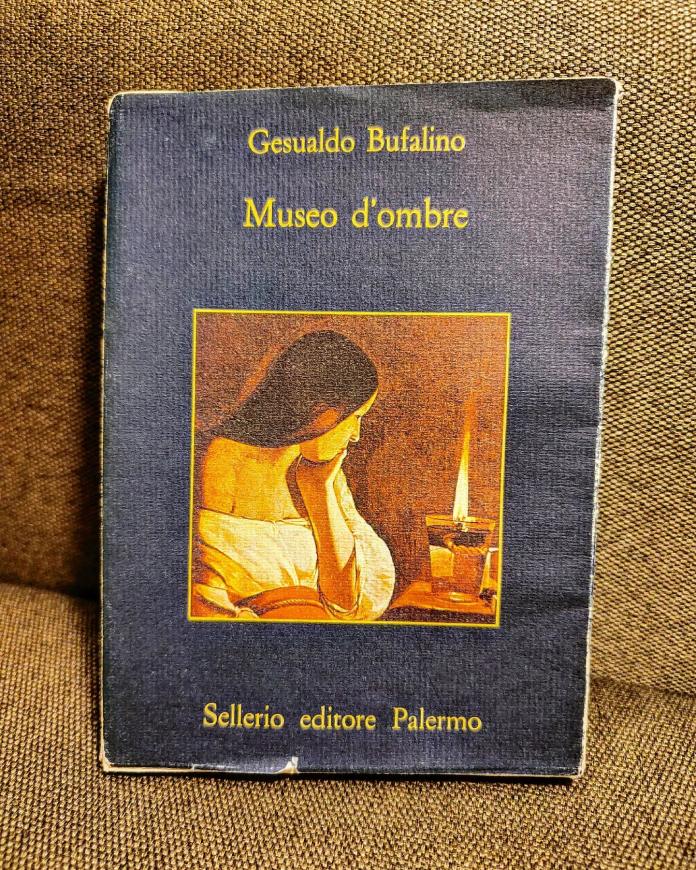 Gesualdo Bufalino
Museo d'ombre
Sellerio editore Palermo